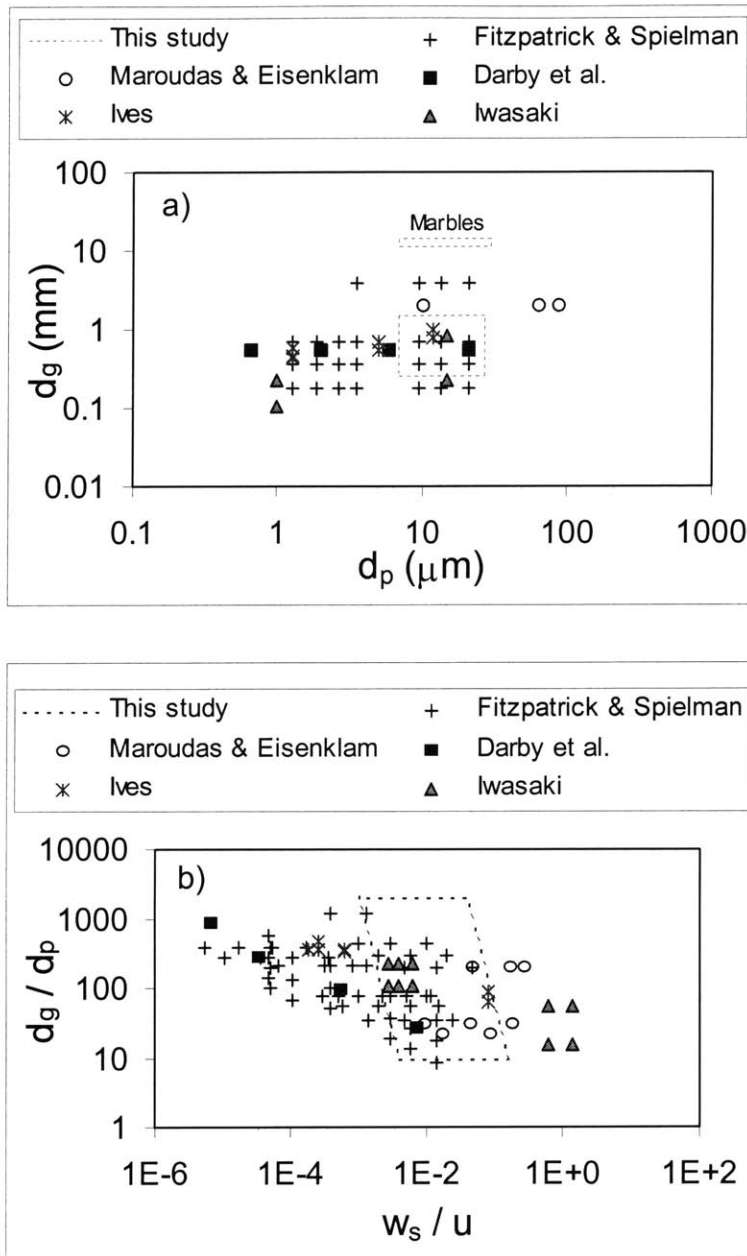 This study Fitzpatrick & Spielman
Maroudas & Eisenklam Darby et al.
Ives Iwasaki
a)
Marbles
100
10
1
0.1
0.01
dg (mm)
0.1 1 10 100 1000
dp (μm)
This study Fitzpatrick & Spielman
Maroudas & Eisenklam Darby et al.
Ives Iwasaki
b)
10000
1000
100
10
1
dg / dp
1E-6 1E-4 1E-2 1E+0 1E+2
ws / u